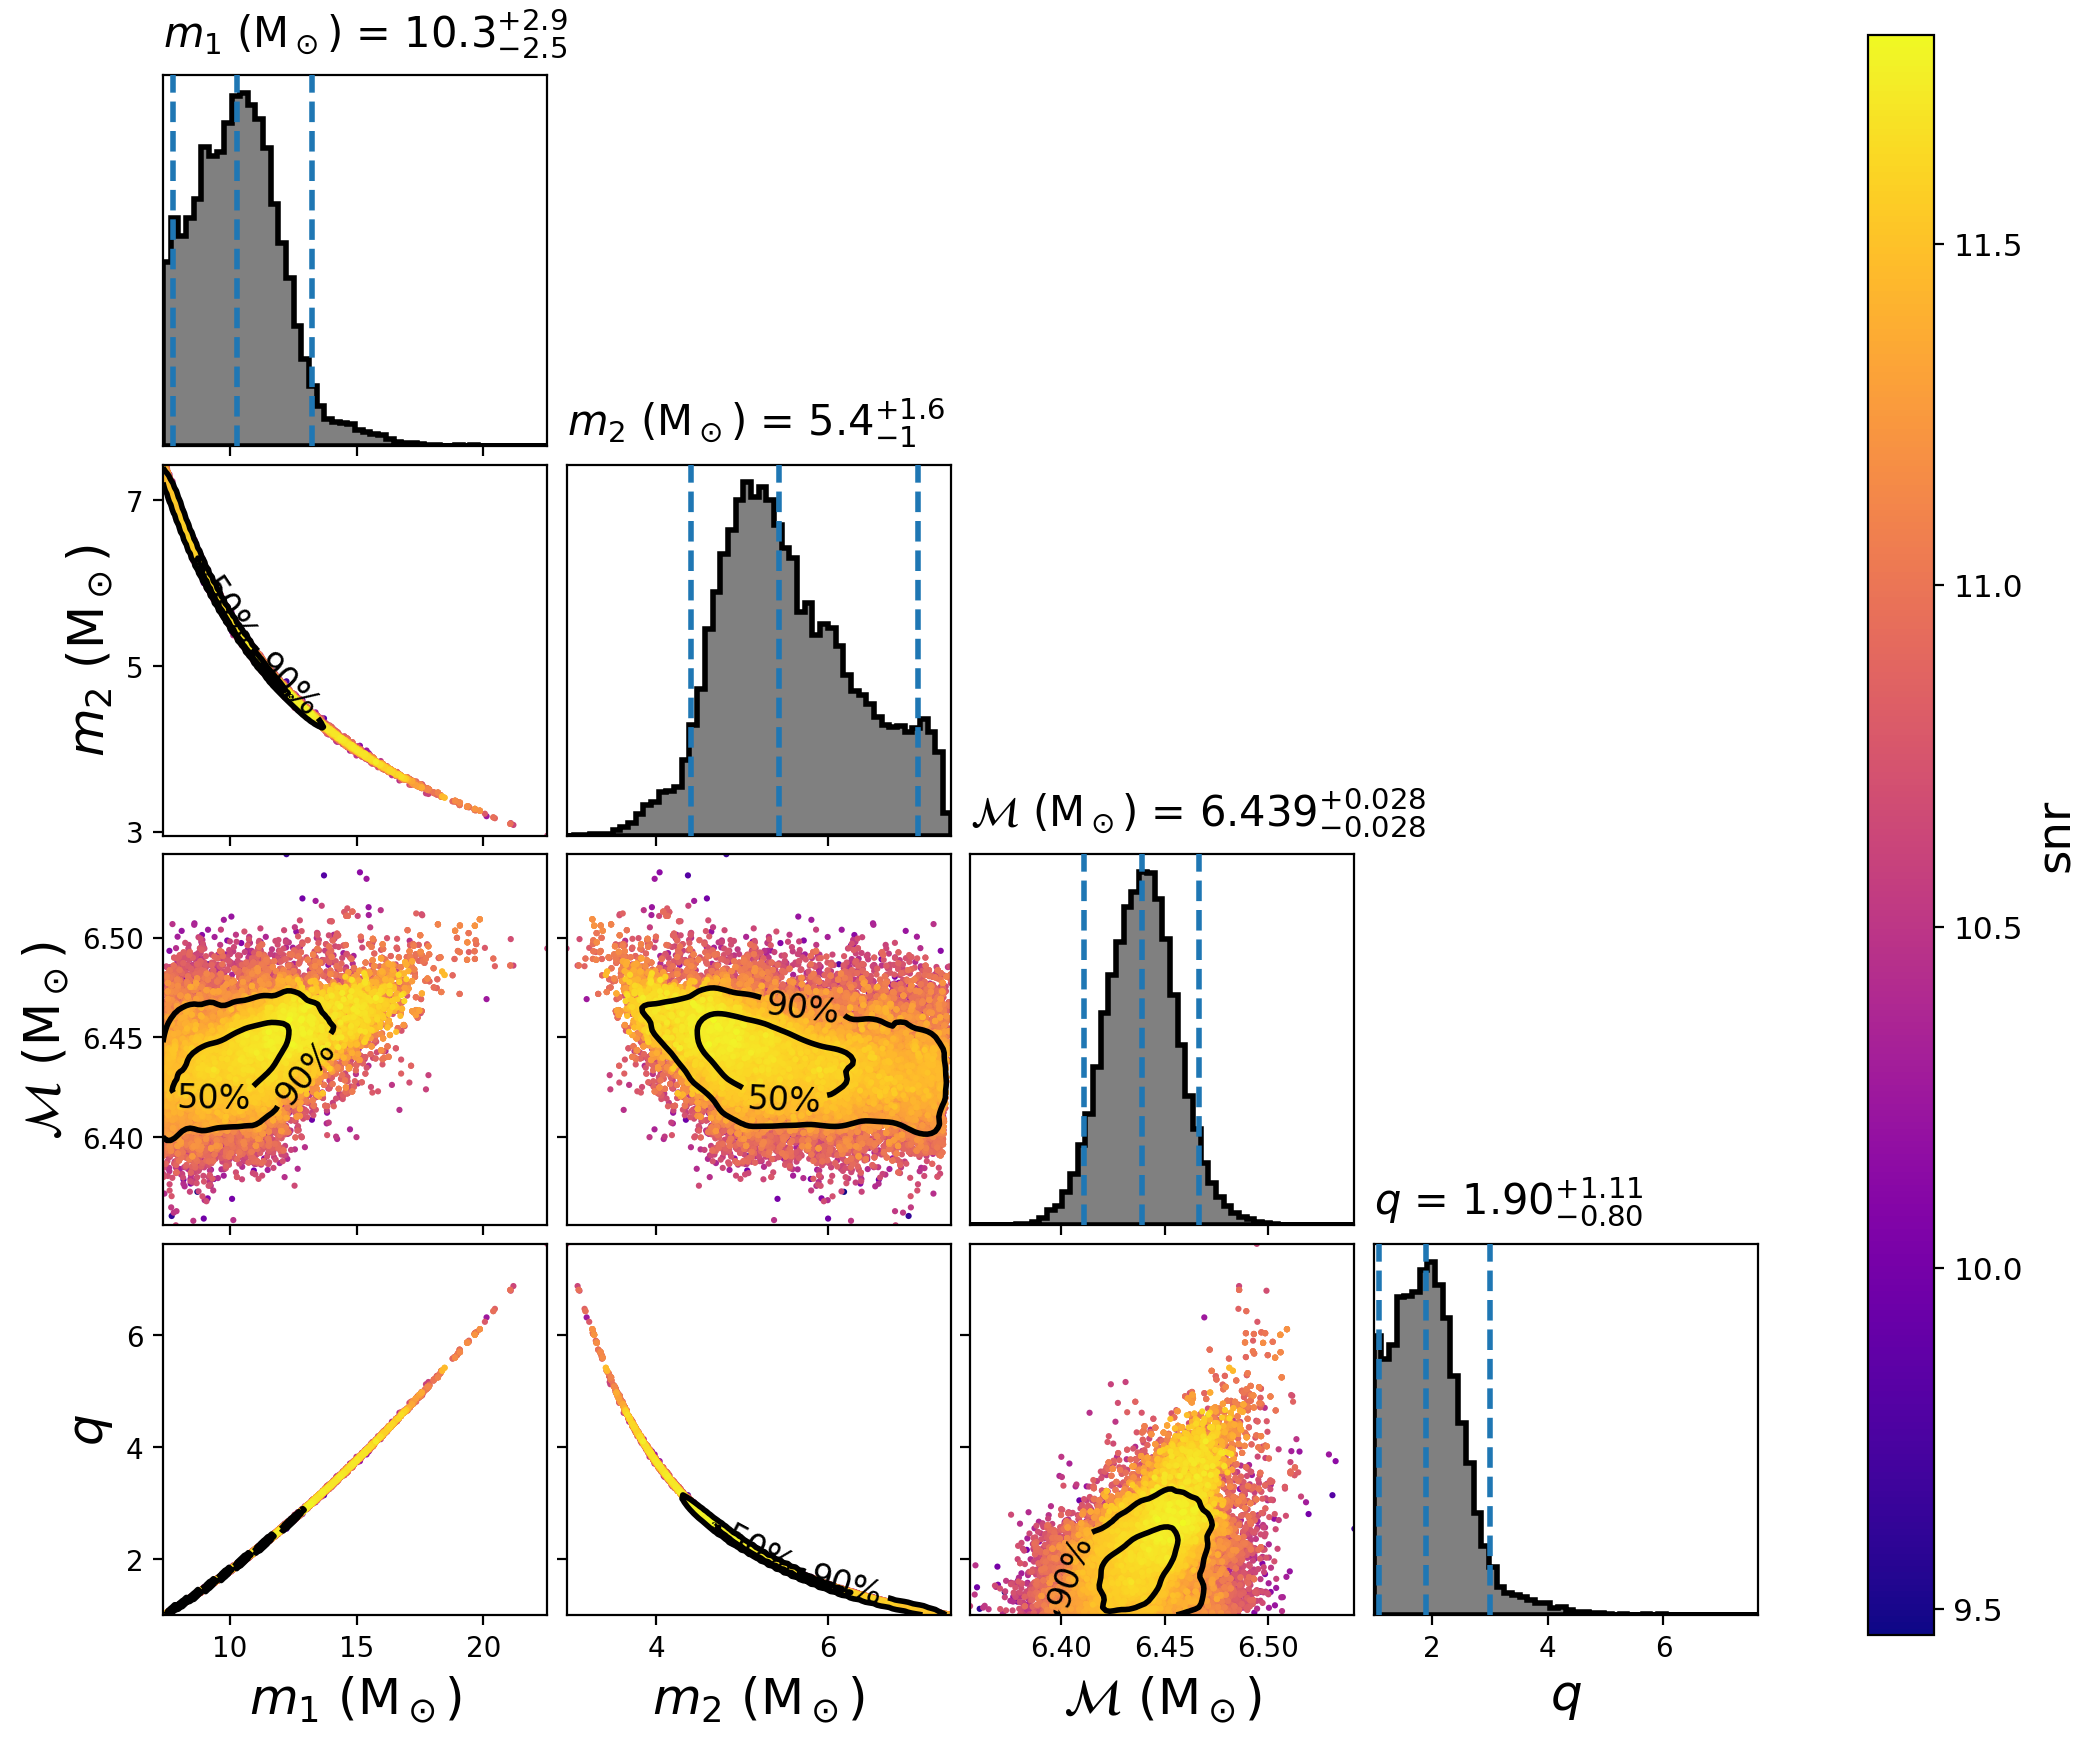 m₁ (M⊙) = 10.3 +2.9 −2.5
m₂ (M⊙) = 5.4 +1.6 −1
ℳ (M⊙) = 6.439 +0.028 −0.028
q = 1.90 +1.11 −0.80
m₂ (M⊙)
7
5
3
50%
90%
ℳ (M⊙)
6.50
6.45
6.40
50%
90%
90%
50%
q
6
4
2
50%
90%
90%
10
15
20
4
6
6.40
6.45
6.50
2
4
6
m₁ (M⊙)
m₂ (M⊙)
ℳ (M⊙)
q
11.5
11.0
10.5
10.0
9.5
snr